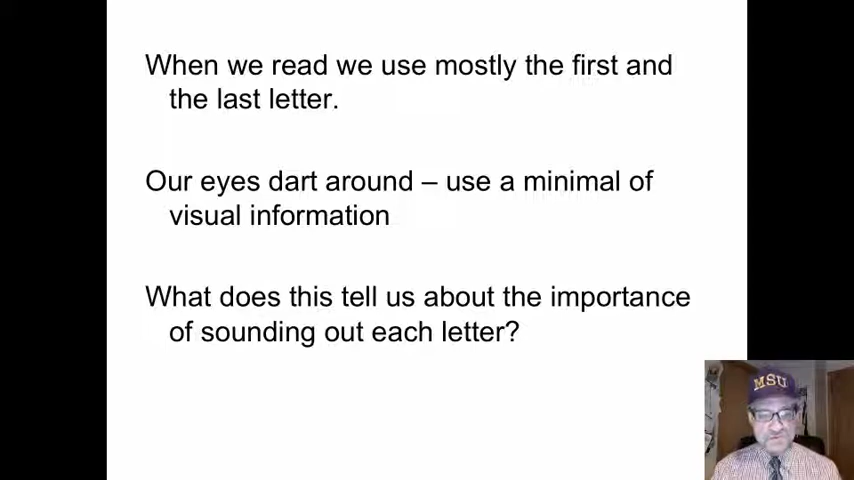 When we read we use mostly the first and
the last letter.
Our eyes dart around – use a minimal of
visual information
What does this tell us about the importance
of sounding out each letter?
MSU